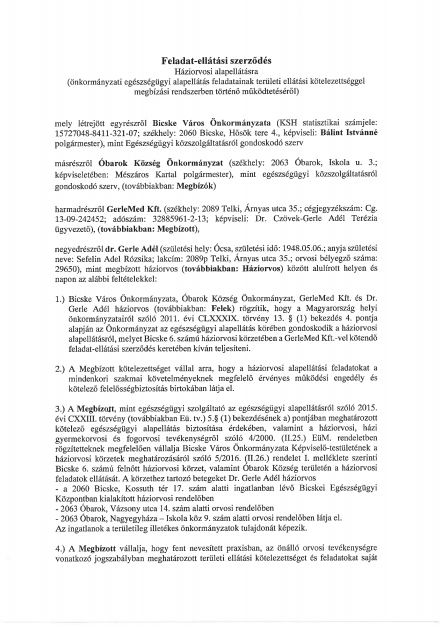 Feladat-ellátási szerződés
Háziorvosi alapellátásra
(önkormányzati egészségügyi alapellátás feladatainak területi ellátási kötelezettséggel
megbízási rendszerben történő működtetéséről)
mely létrejött egyrészről Bicske Város Önkormányzata (KSH statisztikai számjele:
15727048-8411-321-07; székhely: 2060 Bicske, Hősök tere 4., képviseli: Bálint Istvánné
polgármester), mint Egészségügyi közszolgáltatásról gondoskodó szerv
másrészről Óbarok Község Önkormányzat (székhely: 2063 Óbarok, Iskola u. 3.;
képviseletében: Mészáros Kartal polgármester), mint egészségügyi közszolgáltatásról
gondoskodó szerv, (továbbiakban: Megbízók)
harmadrészről GerleMed Kft. (székhely: 2089 Telki, Árnyas utca 35.; cégjegyzékszám: Cg.
13-09-242452; adószám: 32885961-2-13; képviseli: Dr. Czövek-Gerle Adél Terézia
ügyvezető), (továbbiakban: Megbízott),
negyedrészről dr. Gerle Adél (születési hely: Ócsa, születési idő: 1948.05.06.; anyja születési
neve: Sefelin Adel Rózsika; lakcím: 2089p Telki, Árnyas utca 35.; orvosi bélyegző száma:
29650), mint megbízott háziorvos (továbbiakban: Háziorvos) között alulírott helyen és
napon az alábbi feltételekkel:
1.) Bicske Város Önkormányzata, Óbarok Község Önkormányzat, GerleMed Kft. és Dr.
Gerle Adél háziorvos (továbbiakban: Felek) rögzítik, hogy a Magyarország helyi
önkormányzatairól szóló 2011. évi CLXXXIX. törvény 13. § (1) bekezdés 4. pontja
alapján az Önkormányzat az egészségügyi alapellátás körében gondoskodik a háziorvosi
alapellátásról, melyet Bicske 6. számú háziorvosi körzetében a GerleMed Kft.-vel kötendő
feladat-ellátási szerződés keretében kíván teljesíteni.
2.) A Megbízott kötelezettséget vállal arra, hogy a háziorvosi alapellátási feladatokat a
mindenkori szakmai követelményeknek megfelelő érvényes működési engedély és
kötelező felelősségbiztosítás birtokában látja el.
3.) A Megbízott, mint egészségügyi szolgáltató az egészségügyi alapellátásról szóló 2015.
évi CXXIII. törvény (továbbiakban Eü. tv.) 5.§ (1) bekezdésének a) pontjában meghatározott
kötelező egészségügyi alapellátás biztosítása érdekében, valamint a háziorvosi, házi
gyermekorvosi és fogorvosi tevékenységről szóló 4/2000. (II.25.) EüM. rendeletben
rögzítetteknek megfelelően vállalja Bicske Város Önkormányzata Képviselő-testületének a
háziorvosi körzetek meghatározásáról szóló 5/2016. (II.26.) rendelet I. melléklete szerinti
Bicske 6. számú felnőtt háziorvosi körzet, valamint Óbarok Község területén a háziorvosi
feladatok ellátását. A körzethez tartozó betegeket Dr. Gerle Adél háziorvos
- a 2060 Bicske, Kossuth tér 17. szám alatti ingatlanban lévő Bicskei Egészségügyi
Központban kialakított háziorvosi rendelőben
- 2063 Óbarok, Vázsony utca 14. szám alatti orvosi rendelőben
- 2063 Óbarok, Nagyegyháza – Iskola köz 9. szám alatti orvosi rendelőben látja el.
Az ingatlanok a területileg illetékes önkormányzatok tulajdonát képezik.
4.) A Megbízott vállalja, hogy fent nevesített praxisban, az önálló orvosi tevékenységre
vonatkozó jogszabályban meghatározott területi ellátási kötelezettséget és feladatokat saját